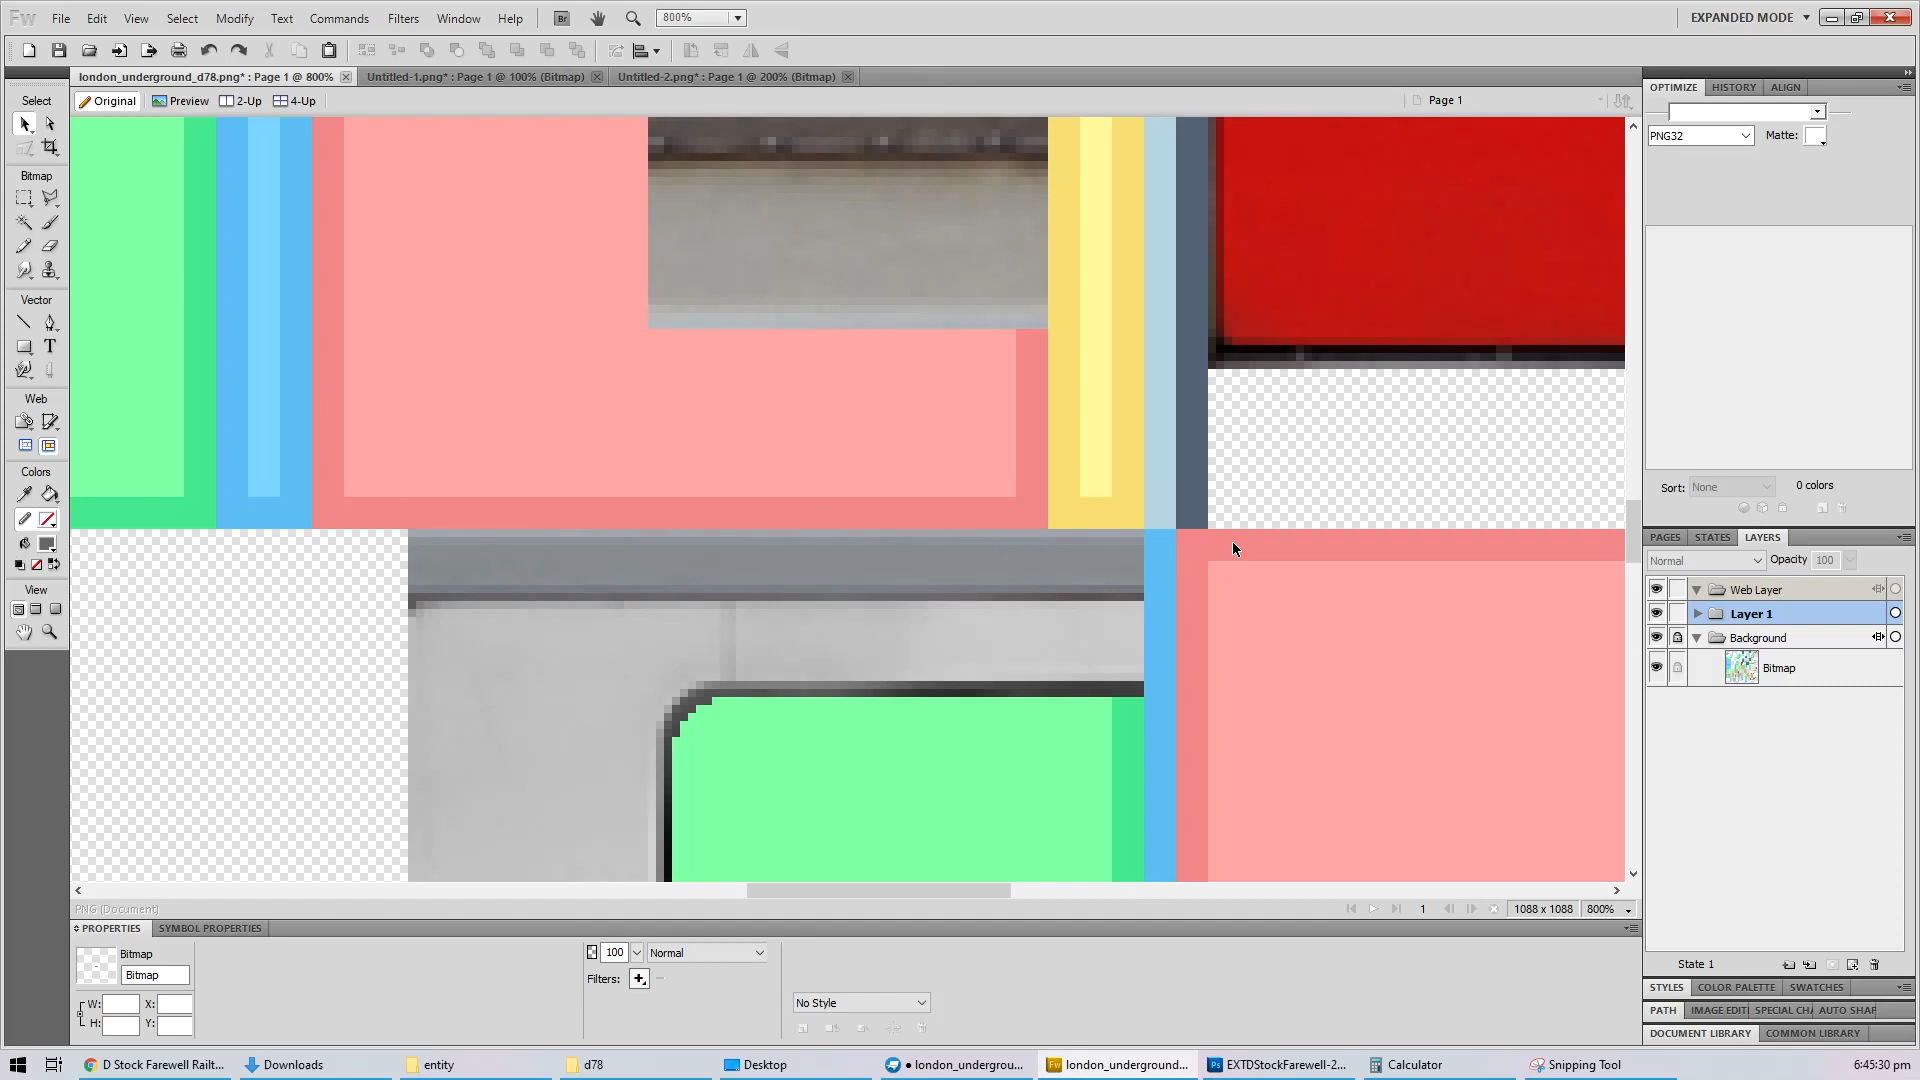 Fw File Edit View Select Modify Text Commands Filters Window Help Br 800% EXPANDED MODE
london_underground_d78.png* : Page 1 @ 800% Untitled-1.png* : Page 1 @ 100% (Bitmap) Untitled-2.png* : Page 1 @ 200% (Bitmap)
Original Preview 2-Up 4-Up Page 1
Select
Bitmap
Vector
T
Web
Colors
View
OPTIMIZE HISTORY ALIGN
PNG32 Matte:
Sort: None 0 colors
PAGES STATES LAYERS
Normal Opacity 100
Web Layer
Layer 1
Background
Bitmap
State 1
STYLES COLOR PALETTE SWATCHES
PATH IMAGE EDITI SPECIAL CHA AUTO SHAP
DOCUMENT LIBRARY COMMON LIBRARY
PNG (Document) 1 1088 x 1088 800%
PROPERTIES SYMBOL PROPERTIES
Bitmap
Bitmap
W: X:
H: Y:
100 Normal
Filters:
No Style
D Stock Farewell Railt... Downloads entity d78 Desktop • london_undergrou... london_underground... EXTDStockFarewell-2... Calculator Snipping Tool 6:45:30 pm